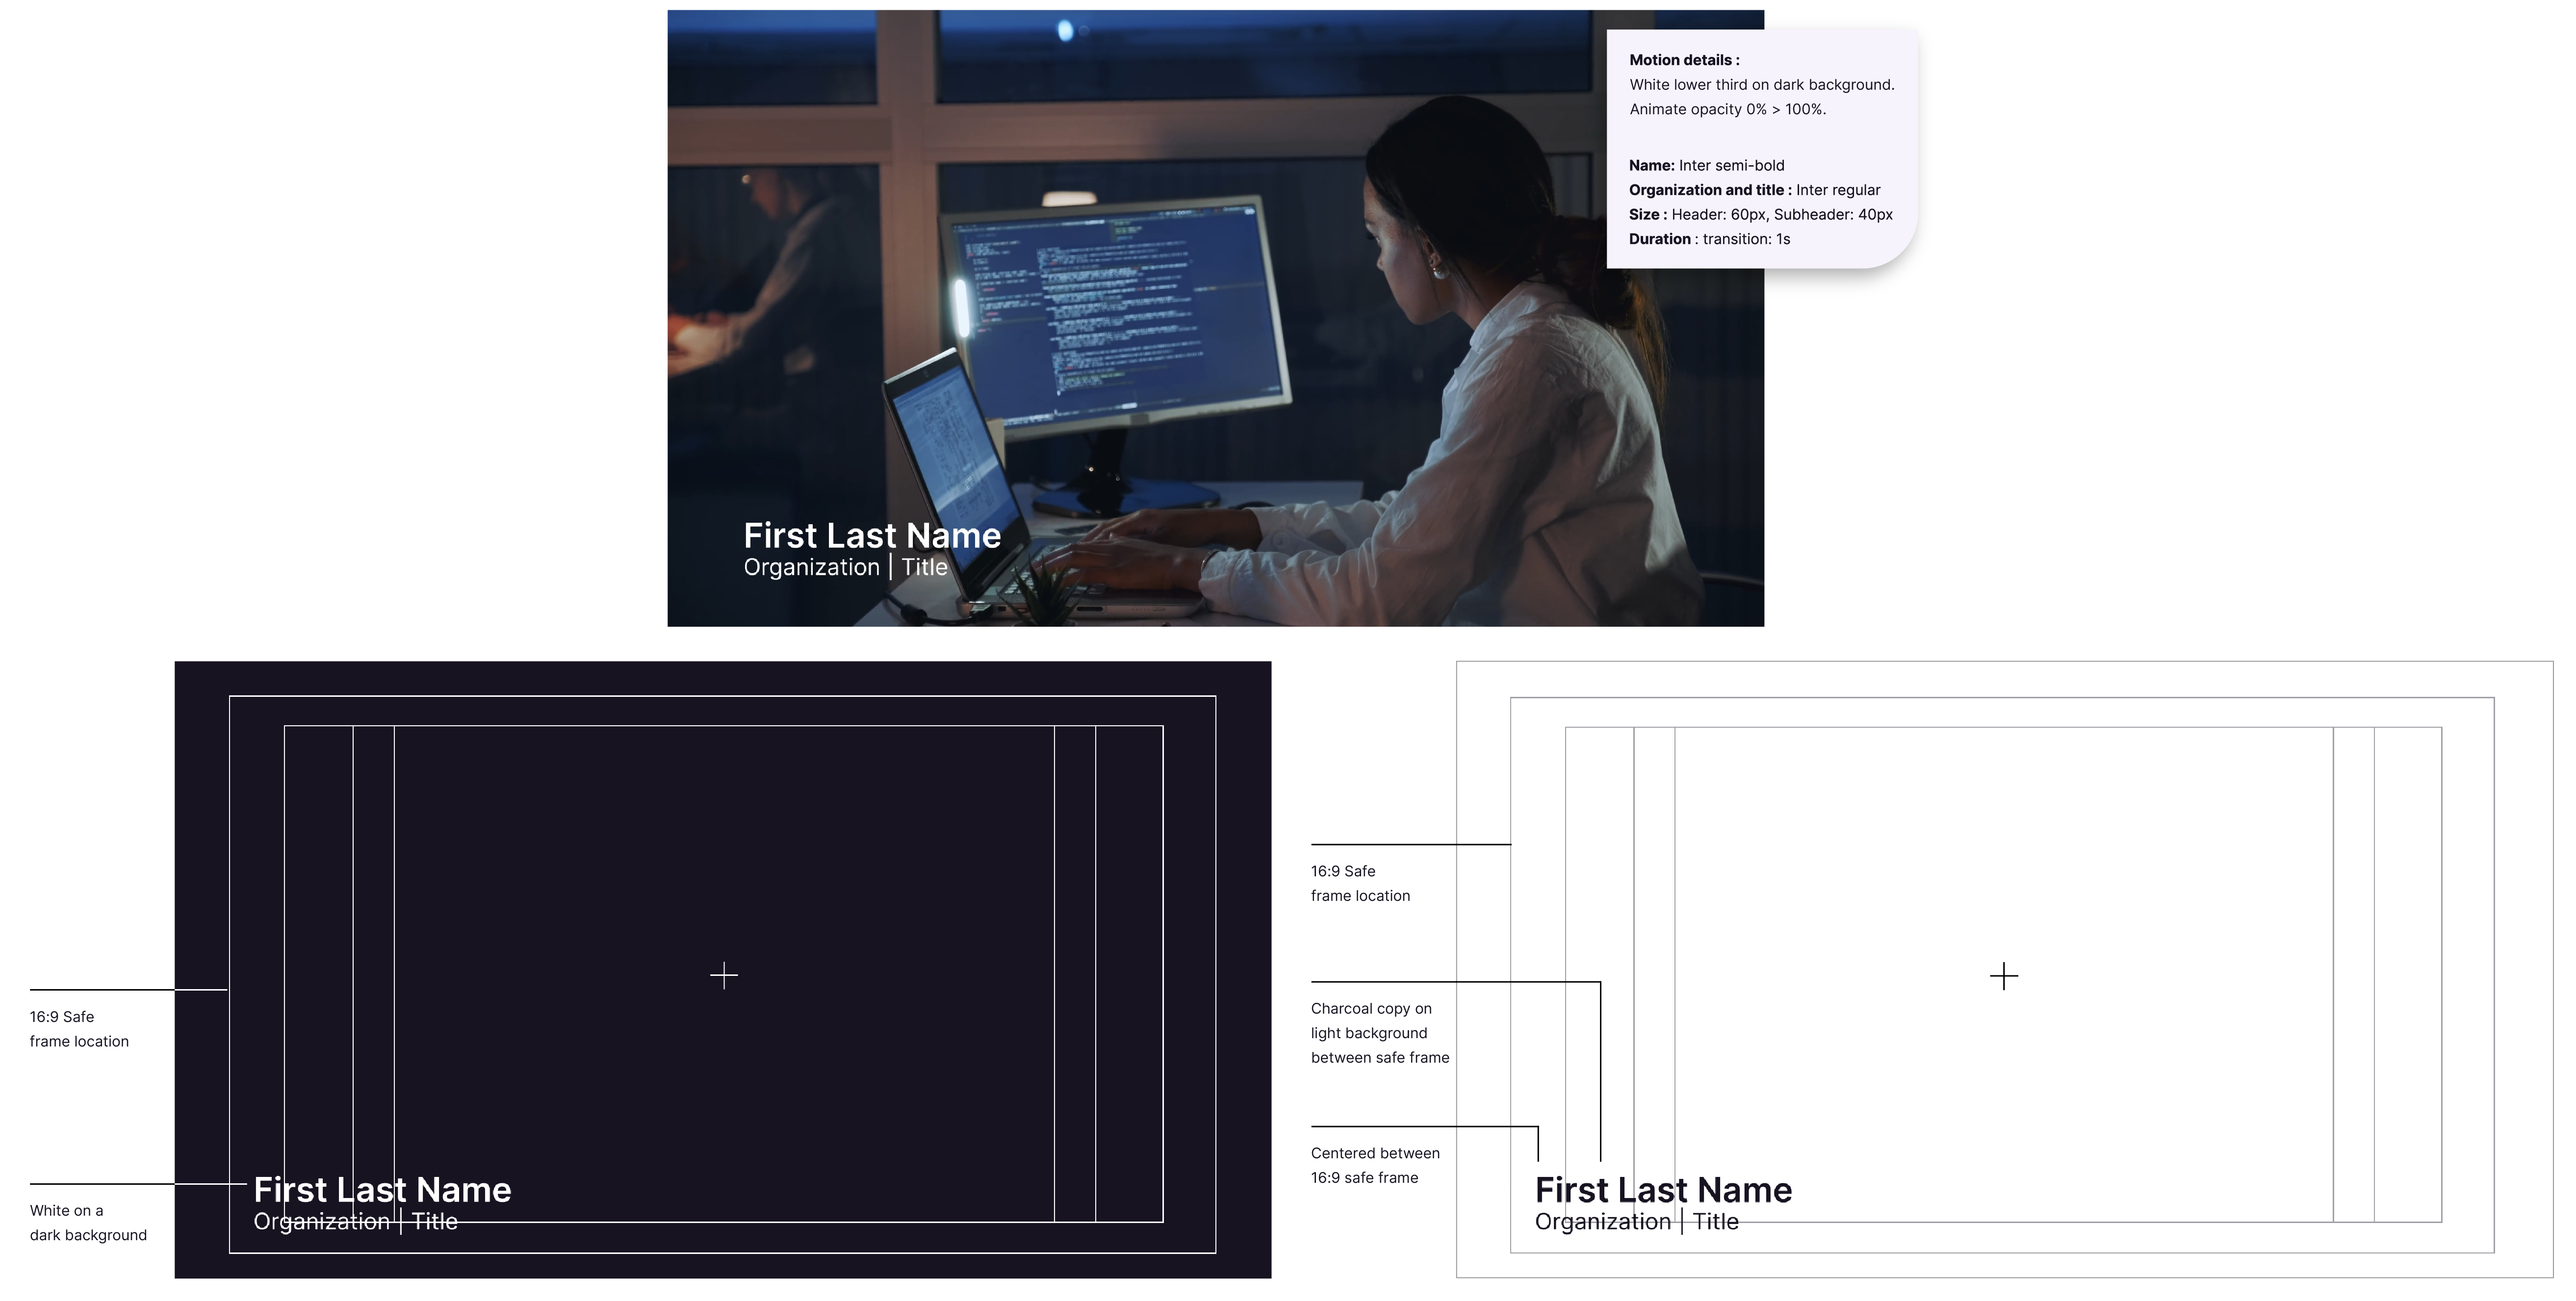 Motion details :
White lower third on dark background.
Animate opacity 0% > 100%.
Name: Inter semi-bold
Organization and title : Inter regular
Size : Header: 60px, Subheader: 40px
Duration : transition: 1s
First Last Name
Organization | Title
16:9 Safe
frame location
White on a
dark background
First Last Name
Organization | Title
16:9 Safe
frame location
Charcoal copy on
light background
between safe frame
Centered between
16:9 safe frame
First Last Name
Organization | Title